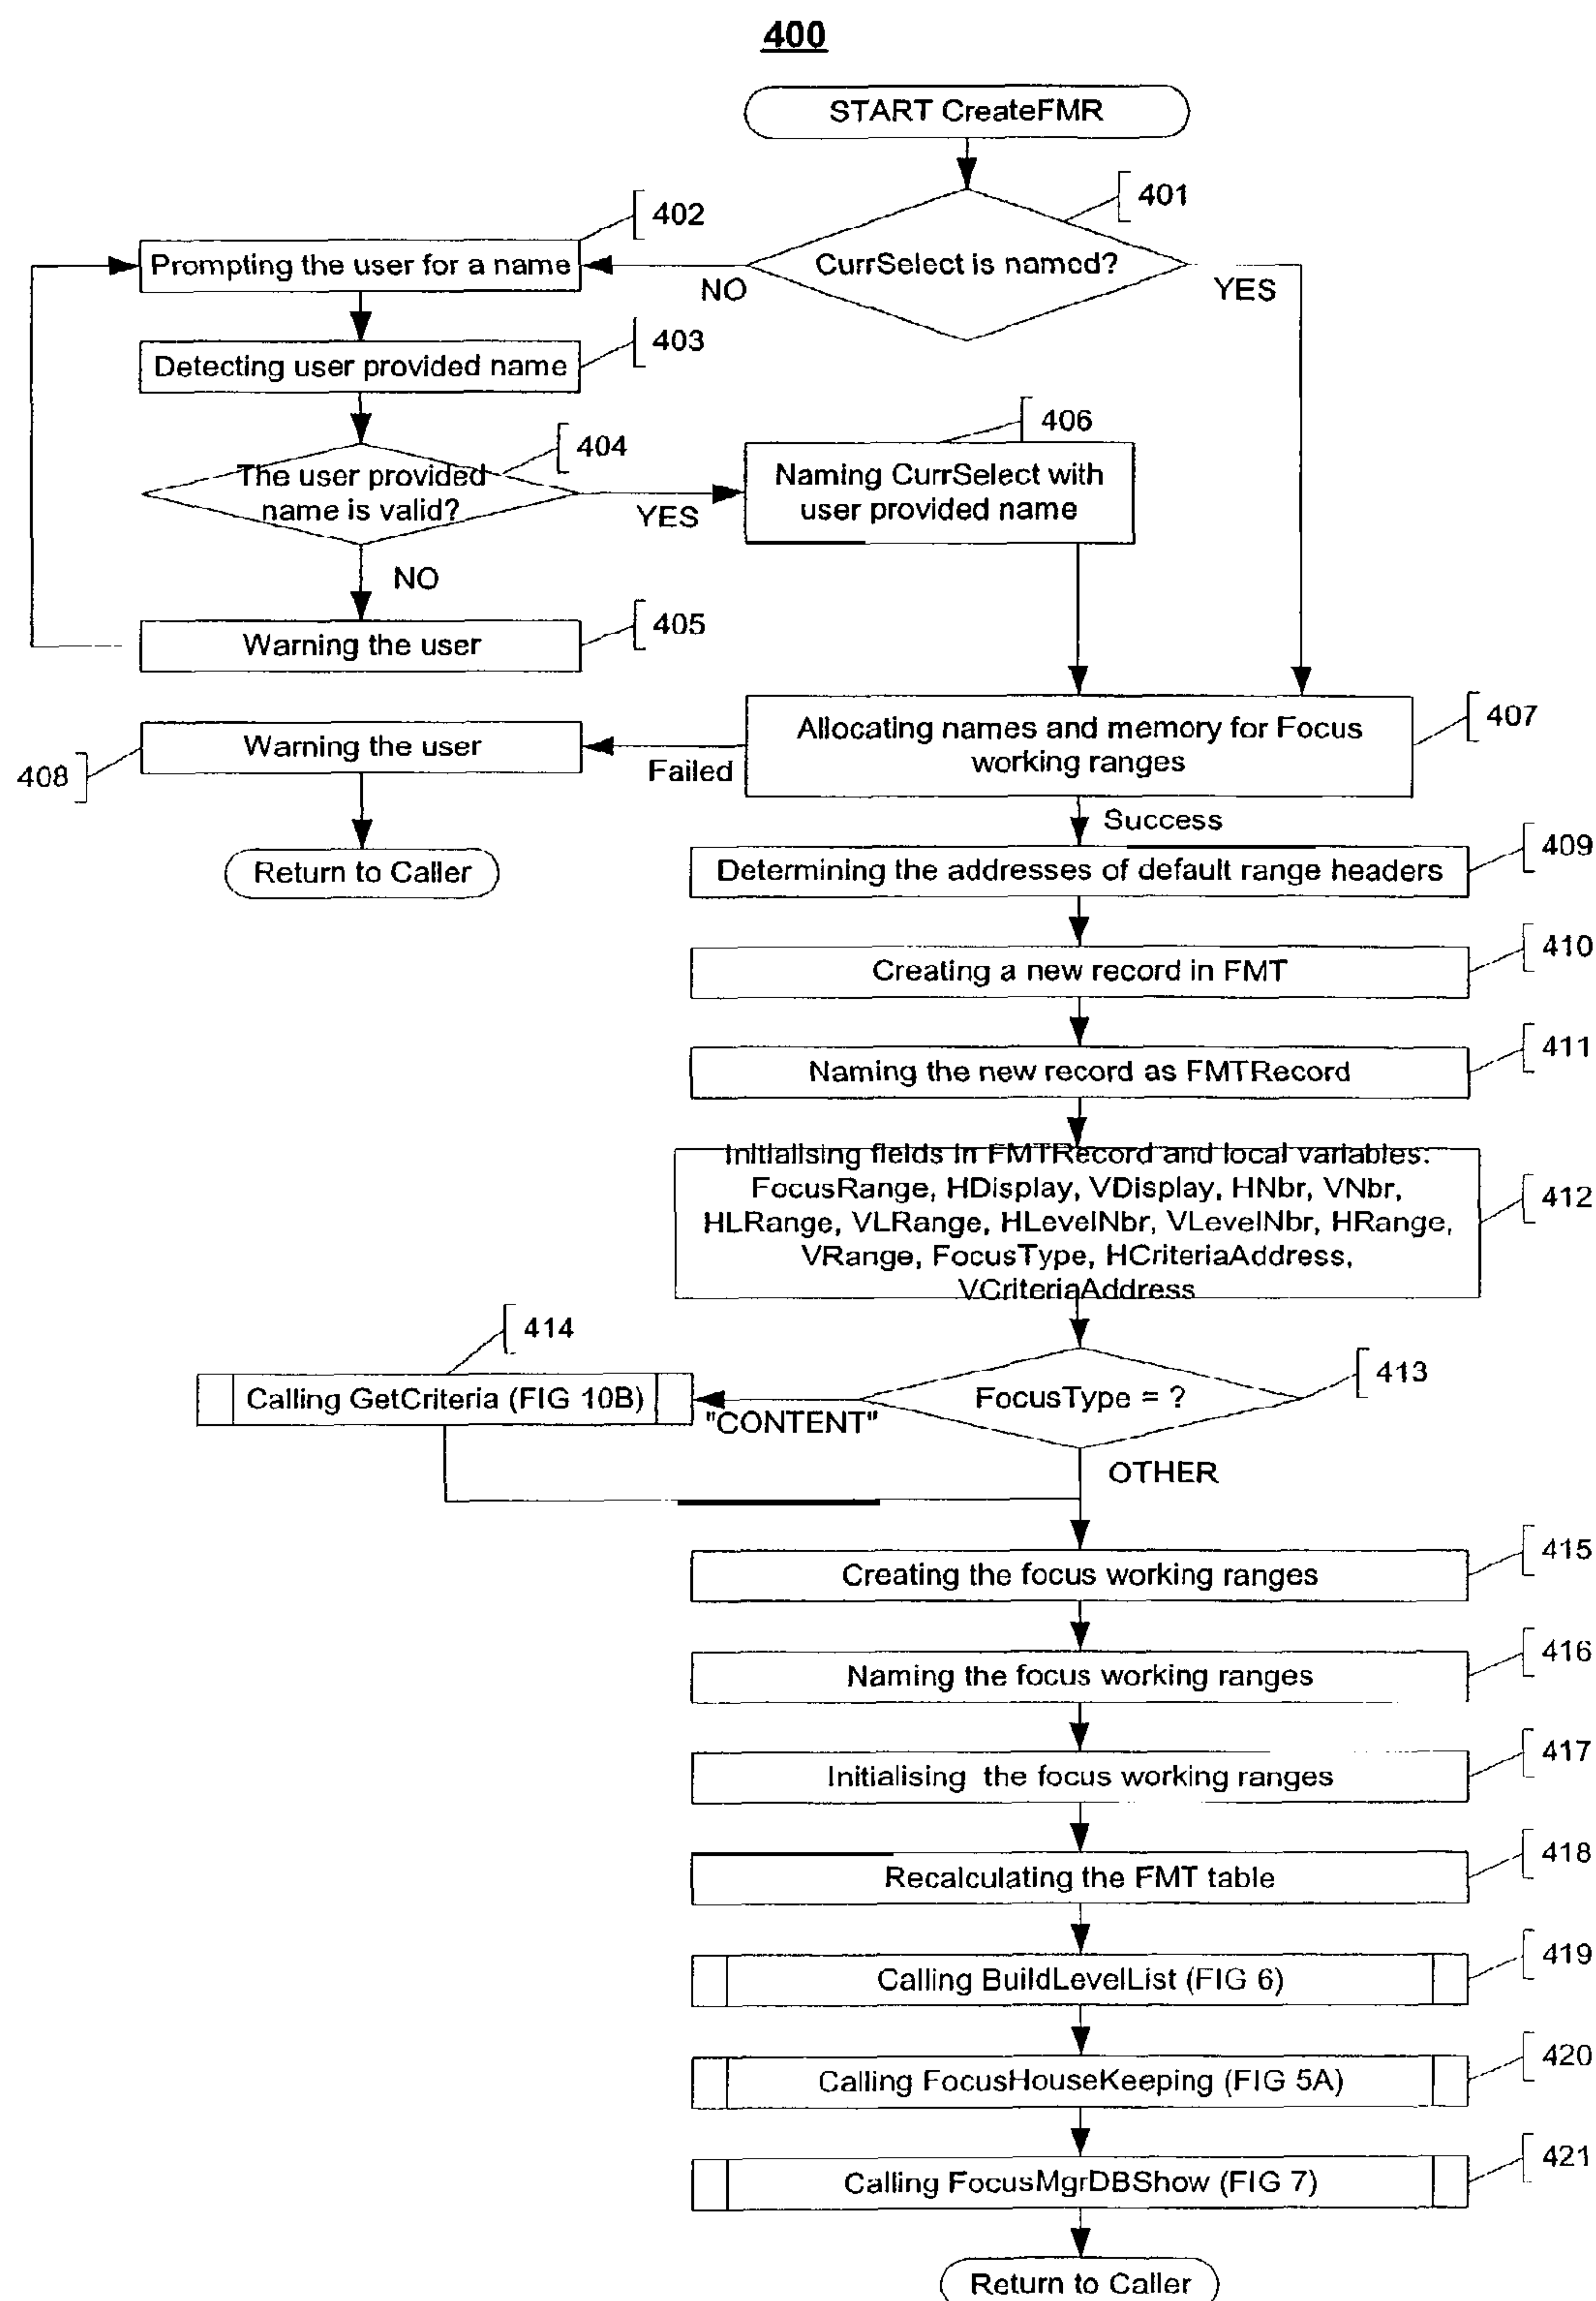 400
START CreateFMR
401
CurrSelect is named?
NO
YES
402
Prompting the user for a name
403
Detecting user provided name
404
The user provided
name is valid?
YES
NO
406
Naming CurrSelect with
user provided name
405
Warning the user
407
Allocating names and memory for Focus
working ranges
Failed
408
Warning the user
Return to Caller
Success
409
Determining the addresses of default range headers
410
Creating a new record in FMT
411
Naming the new record as FMTRecord
412
Initialising fields in FMTRecord and local variables:
FocusRange, HDisplay, VDisplay, HNbr, VNbr,
HLRange, VLRange, HLevelNbr, VLevelNbr, HRange,
VRange, FocusType, HCriteriaAddress,
VCriteriaAddress
413
FocusType = ?
"CONTENT"
OTHER
414
Calling GetCriteria (FIG 10B)
415
Creating the focus working ranges
416
Naming the focus working ranges
417
Initialising the focus working ranges
418
Recalculating the FMT table
419
Calling BuildLevelList (FIG 6)
420
Calling FocusHouseKeeping (FIG 5A)
421
Calling FocusMgrDBShow (FIG 7)
Return to Caller